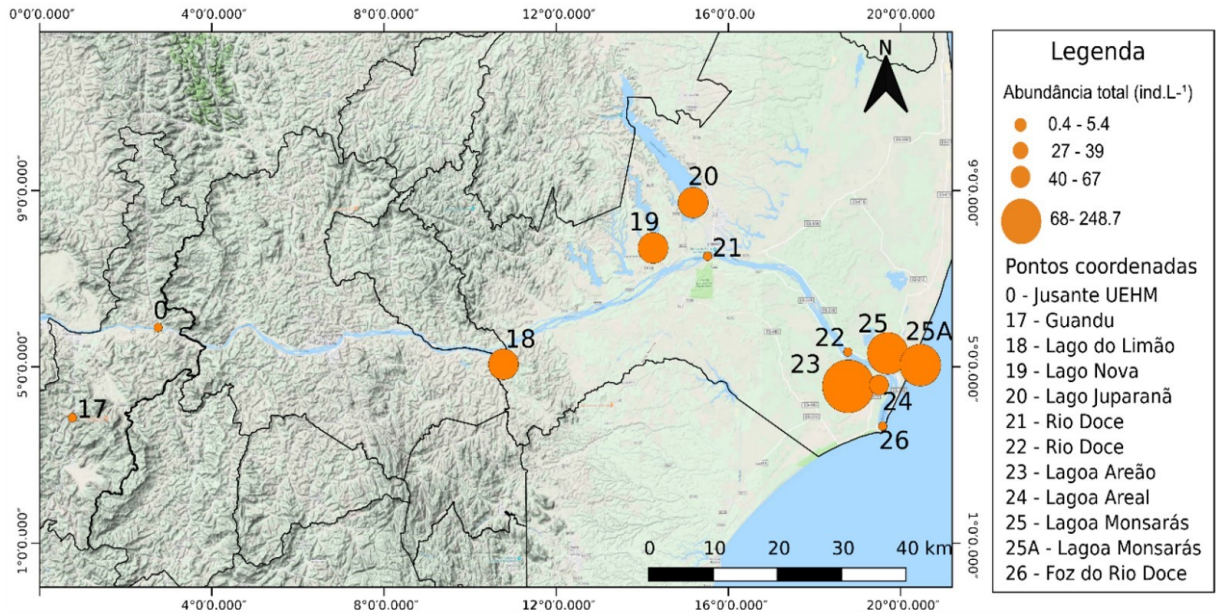 0°0'0.000"
4°0'0.000"
8°0'0.000"
12°0'0.000"
16°0'0.000"
20°0'0.000"
9°0'0.000"
5°0'0.000"
1°0'0.000"
9°0'0.000"
5°0'0.000"
1°0'0.000"
N
20
19
21
0
18
22
25
25A
23
24
26
17
0 10 20 30 40 km
0°0'0.000"
4°0'0.000"
8°0'0.000"
12°0'0.000"
16°0'0.000"
20°0'0.000"
Legenda
Abundância total (ind.L-¹)
0.4 - 5.4
27 - 39
40 - 67
68- 248.7
Pontos coordenadas
0 - Jusante UEHM
17 - Guandu
18 - Lago do Limão
19 - Lago Nova
20 - Lago Juparanã
21 - Rio Doce
22 - Rio Doce
23 - Lagoa Areão
24 - Lagoa Areal
25 - Lagoa Monsarás
25A - Lagoa Monsarás
26 - Foz do Rio Doce